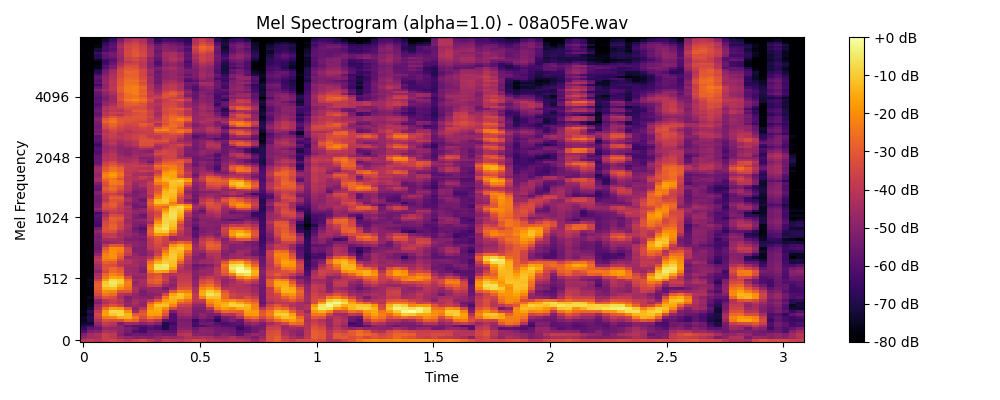 Mel Spectrogram (alpha=1.0) - 08a05Fe.wav
+0 dB
-10 dB
-20 dB
-30 dB
-40 dB
-50 dB
-60 dB
-70 dB
-80 dB
Mel Frequency
4096
2048
1024
512
0
0 0.5 1 1.5 2 2.5 3
Time